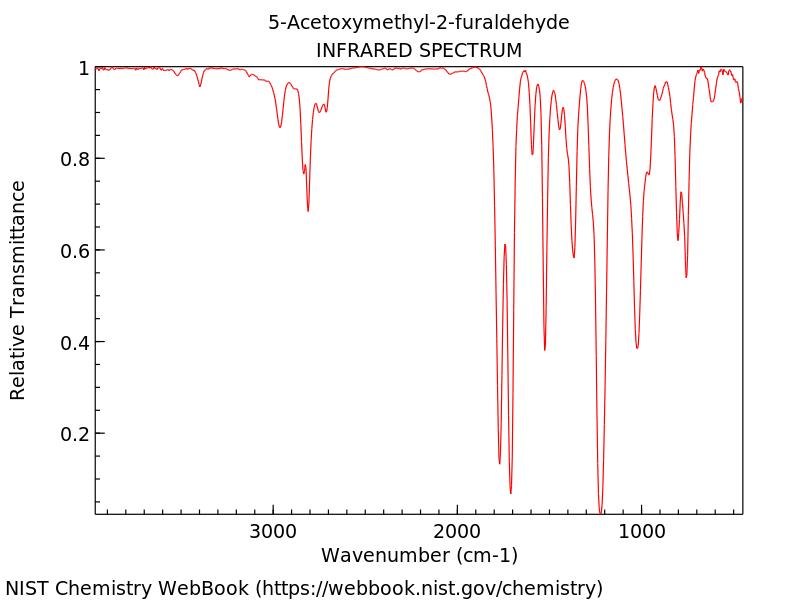 5-Acetoxymethyl-2-furaldehyde
INFRARED SPECTRUM
1
0.8
0.6
0.4
0.2
Relative Transmittance
3000 2000 1000
Wavenumber (cm-1)
NIST Chemistry WebBook (https://webbook.nist.gov/chemistry)